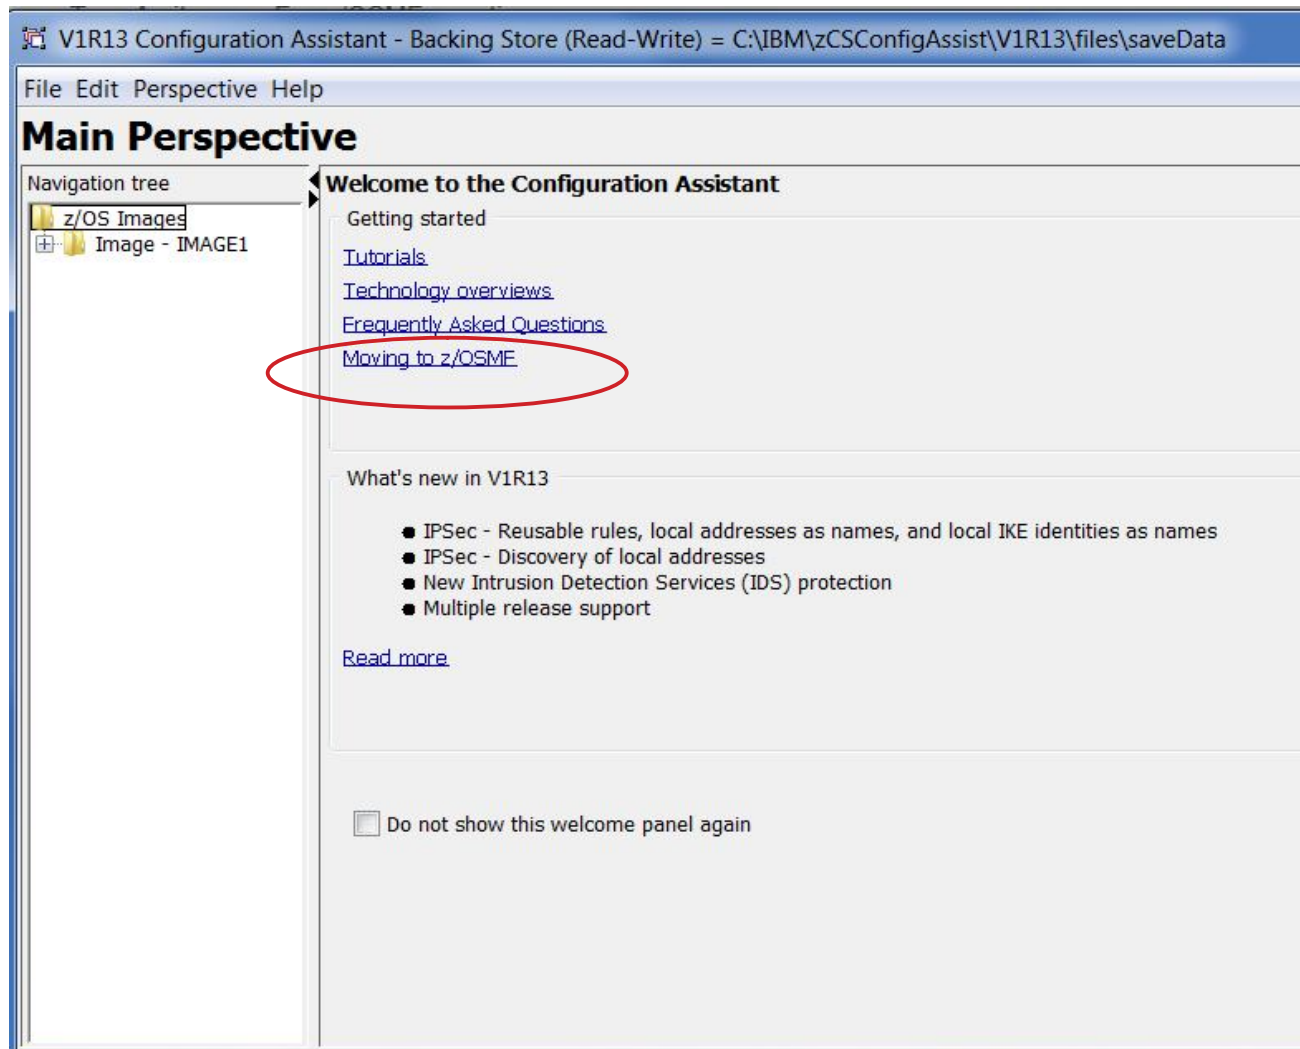 V1R13 Configuration Assistant - Backing Store (Read-Write) = C:\IBM\zCSConfigAssist\V1R13\files\saveData
File Edit Perspective Help
Main Perspective
Navigation tree
z/OS Images
Image - IMAGE1
Welcome to the Configuration Assistant
Getting started
Tutorials
Technology overviews
Frequently Asked Questions
Moving to z/OSMF
What's new in V1R13
IPSec - Reusable rules, local addresses as names, and local IKE identities as names
IPSec - Discovery of local addresses
New Intrusion Detection Services (IDS) protection
Multiple release support
Read more
Do not show this welcome panel again